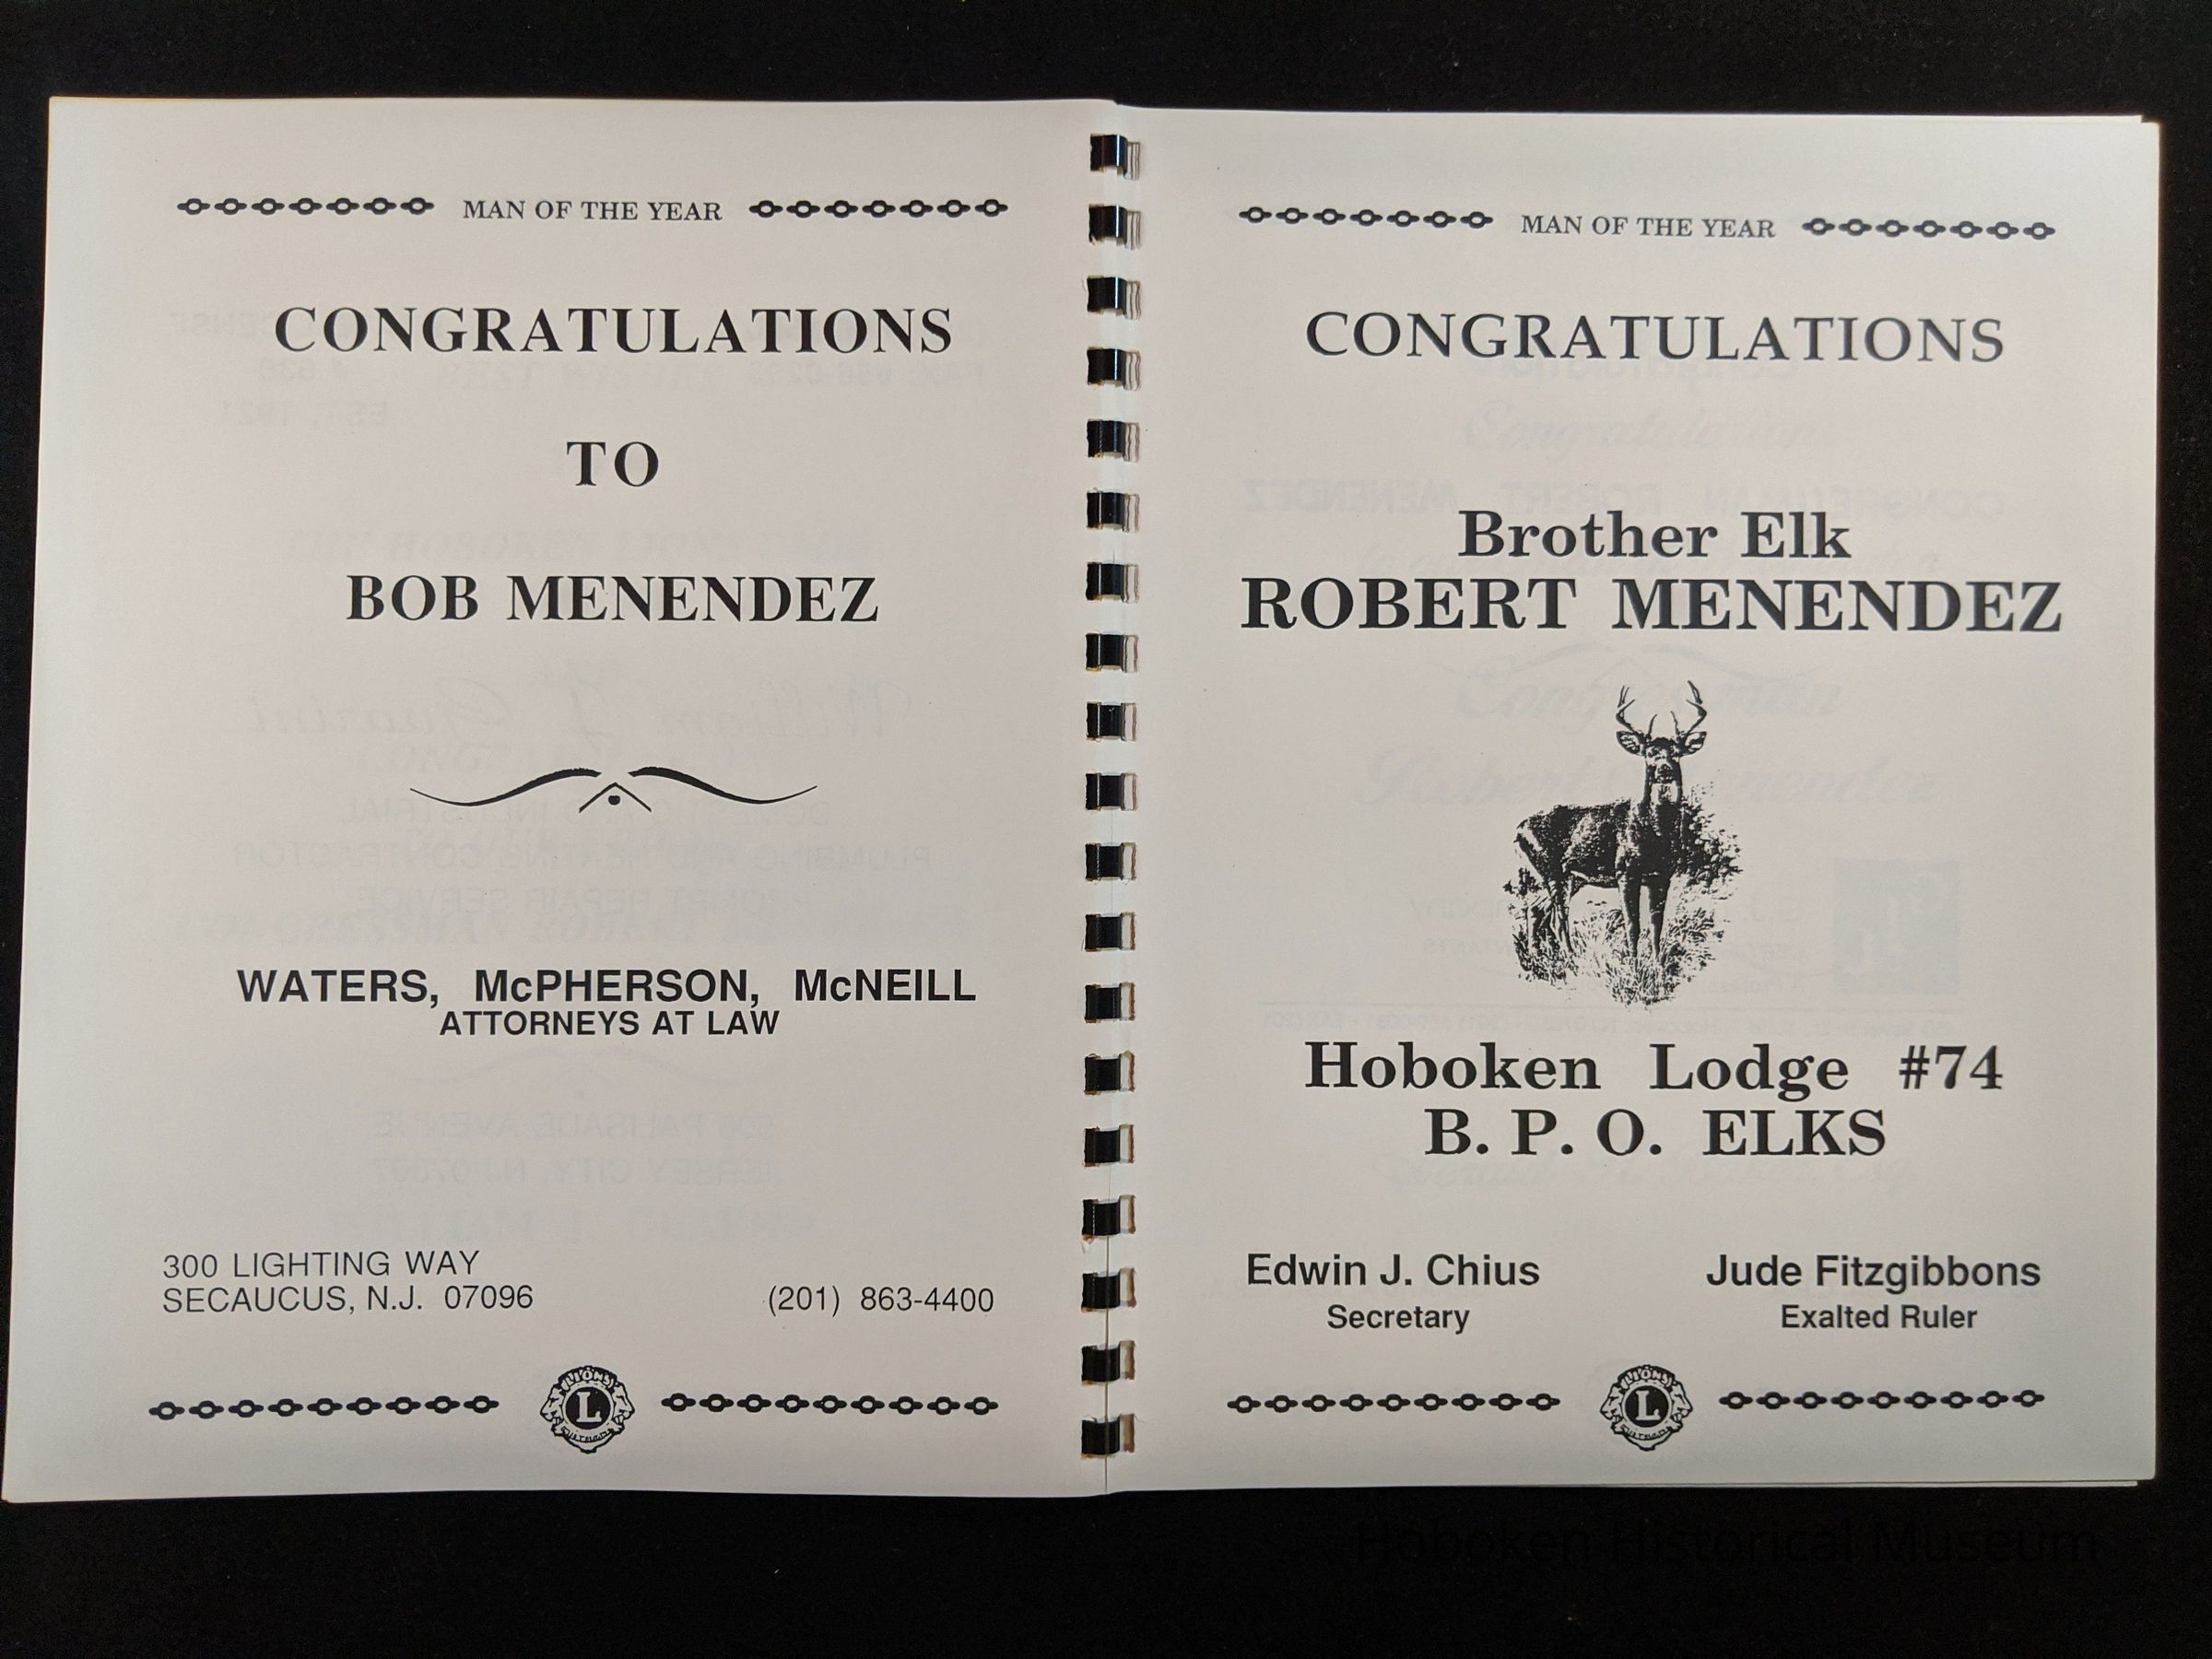 MAN OF THE YEAR
CONGRATULATIONS
TO
BOB MENENDEZ
WATERS, McPHERSON, McNEILL
ATTORNEYS AT LAW
300 LIGHTING WAY
SECAUCUS, N.J. 07096
(201) 863-4400
LIONS
L
MAN OF THE YEAR
CONGRATULATIONS
Brother Elk
ROBERT MENENDEZ
Hoboken Lodge #74
B. P. O. ELKS
Edwin J. Chius
Secretary
Jude Fitzgibbons
Exalted Ruler
LIONS
L
Hoboken Historical Museum